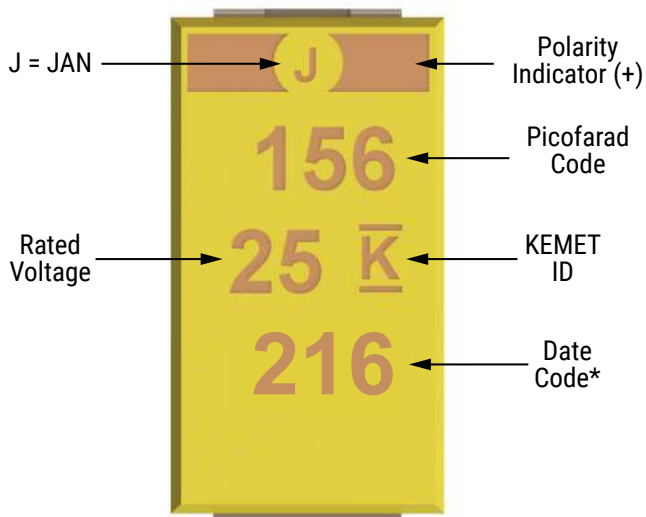 J = JAN
J
Polarity
Indicator (+)
156
Picofarad
Code
Rated
Voltage
25 K
KEMET
ID
216
Date
Code*